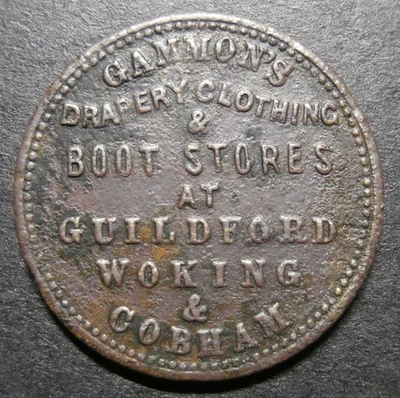 GAMMON'S
DRAPERY, CLOTHING
&
BOOT STORES
AT
GUILDFORD
WOKING
&
COBHAM